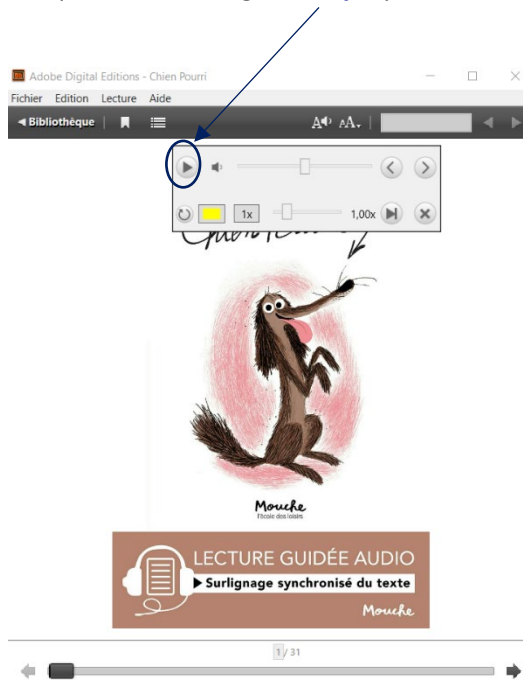 Adobe Digital Editions - Chien Pourri
Fichier Edition Lecture Aide
◄ Bibliothèque
A AA
1x 1,00x
Mouche
l'école des loisirs
LECTURE GUIDÉE AUDIO
▶ Surlignage synchronisé du texte
Mouche
1 / 31